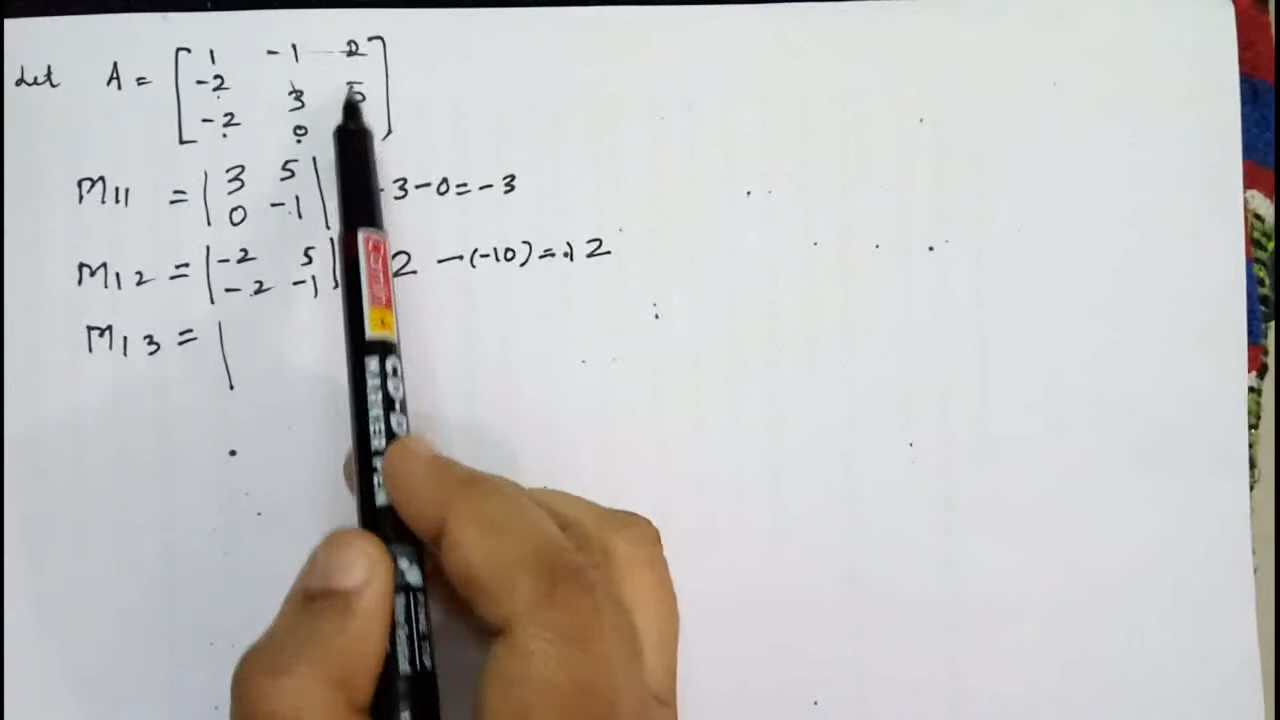 Let A = [ 1 -1 2
-2 3 5
-2 0 ]
M11 = | 3 5 | 3 - 0 = - 3
0 -1
M12 = | -2 5 | 2 - (-10) = 12
-2 -1
M13 = |